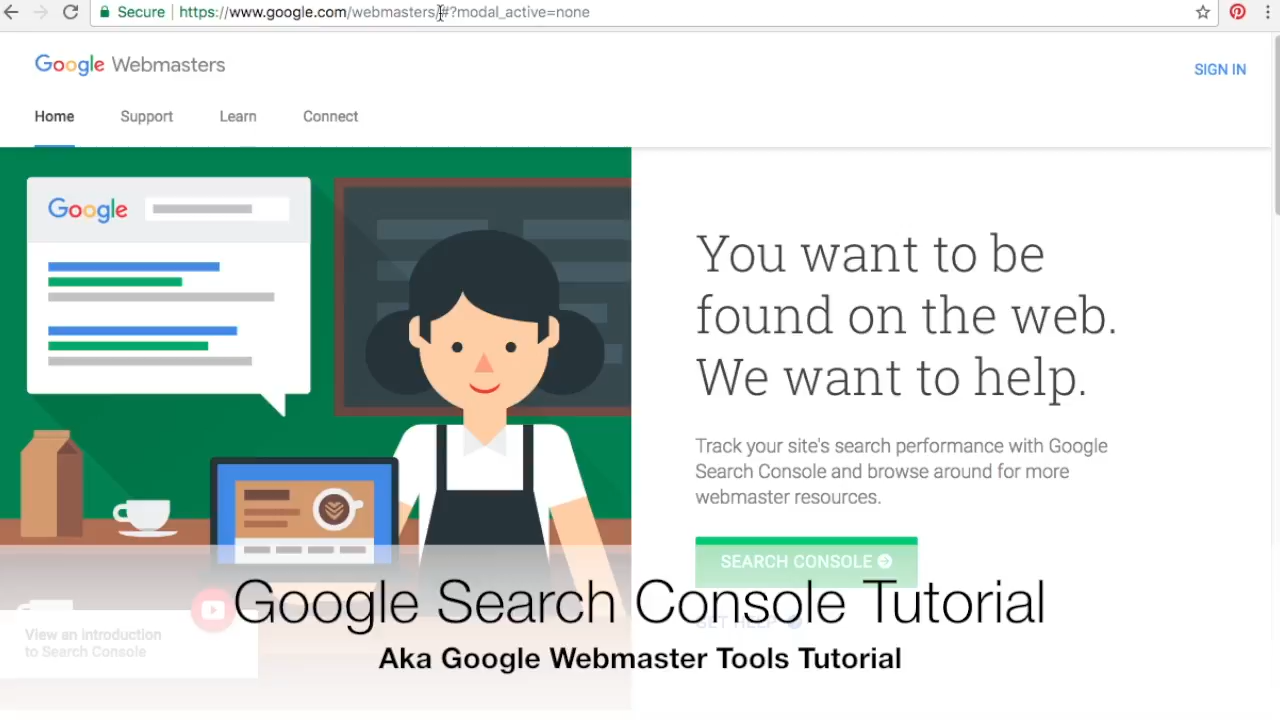 Secure https://www.google.com/webmasters/#?modal_active=none
Google Webmasters
SIGN IN
Home Support Learn Connect
Google
You want to be
found on the web.
We want to help.
Track your site's search performance with Google
Search Console and browse around for more
webmaster resources.
SEARCH CONSOLE
GET HELP
View an introduction
to Search Console
Google Search Console Tutorial
Aka Google Webmaster Tools Tutorial